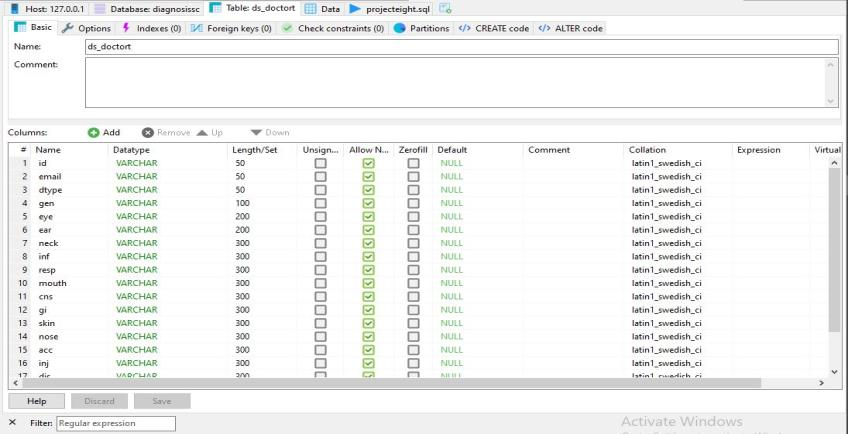 Host: 127.0.0.1 Database: diagnosissc Table: ds_doctort Data projecteight.sql
Basic Options Indexes (0) Foreign keys (0) Check constraints (0) Partitions </> CREATE code </> ALTER code
Name: ds_doctort
Comment:
Columns: Add Remove Up Down
# Name Datatype Length/Set Unsign... Allow N... Zerofill Default Comment Collation Expression Virtual
1 id VARCHAR 50 NULL latin1_swedish_ci
2 email VARCHAR 50 NULL latin1_swedish_ci
3 dtype VARCHAR 50 NULL latin1_swedish_ci
4 gen VARCHAR 100 NULL latin1_swedish_ci
5 eye VARCHAR 200 NULL latin1_swedish_ci
6 ear VARCHAR 200 NULL latin1_swedish_ci
7 neck VARCHAR 300 NULL latin1_swedish_ci
8 inf VARCHAR 300 NULL latin1_swedish_ci
9 resp VARCHAR 300 NULL latin1_swedish_ci
10 mouth VARCHAR 300 NULL latin1_swedish_ci
11 cns VARCHAR 300 NULL latin1_swedish_ci
12 gi VARCHAR 300 NULL latin1_swedish_ci
13 skin VARCHAR 300 NULL latin1_swedish_ci
14 nose VARCHAR 300 NULL latin1_swedish_ci
15 acc VARCHAR 300 NULL latin1_swedish_ci
16 inj VARCHAR 300 NULL latin1_swedish_ci
17 VARCHAR 300 NULL latin1_swedish_ci
Help Discard Save
Filter: Regular expression
Activate Windows